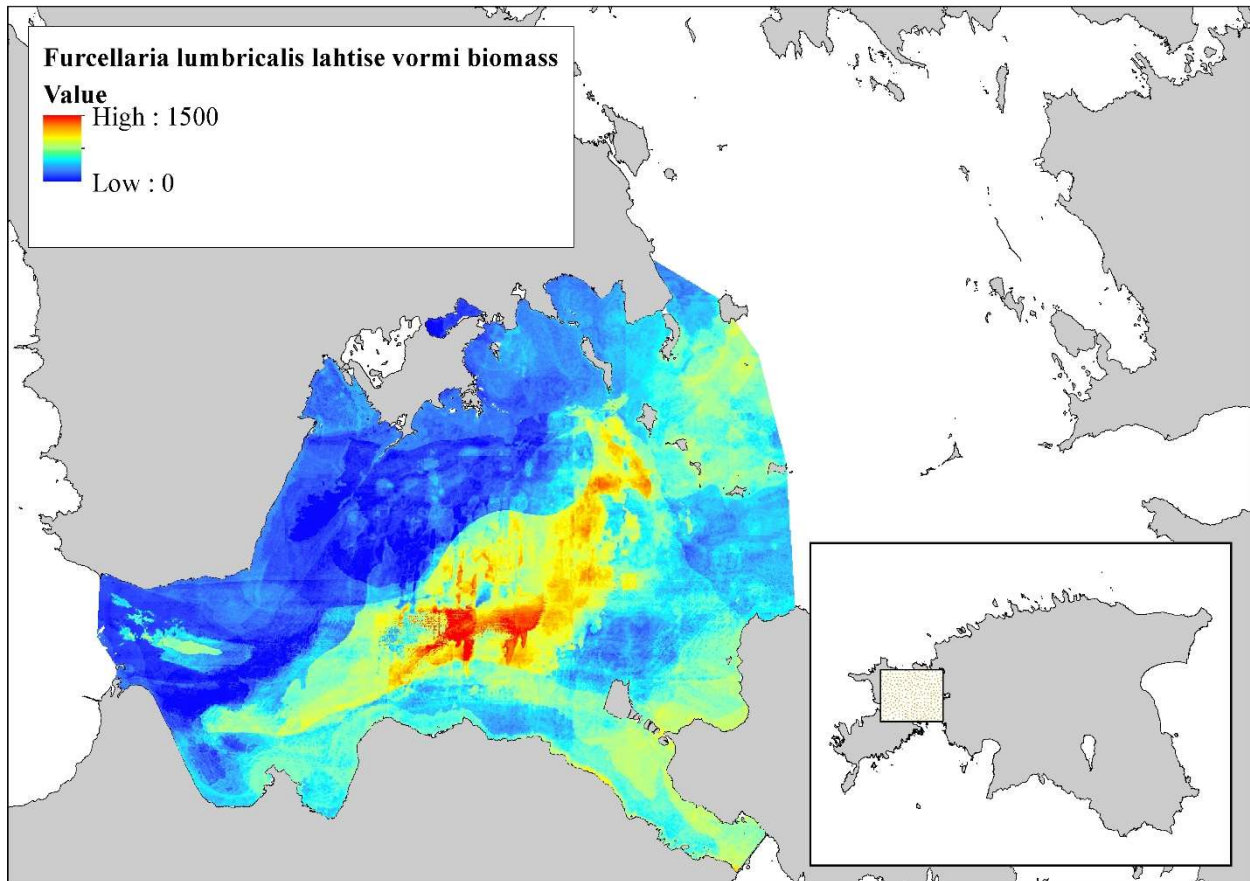 Furcellaria lumbricalis lahtise vormi biomass
Value
High : 1500
Low : 0